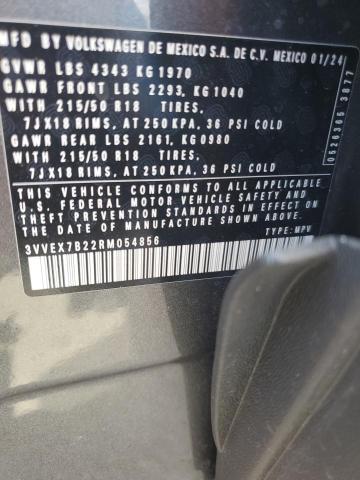 MFD. BY VOLKSWAGEN DE MEXICO S.A. DE C.V. MEXICO 01/24
GVWR LBS 4343 KG 1970
GAWR FRONT LBS 2293, KG 1040
WITH 215/50 R18 TIRES,
7JX18 RIMS, AT 250 KPA, 36 PSI COLD
GAWR REAR LBS 2161, KG 0980
WITH 215/50 R18 TIRES,
7JX18 RIMS, AT 250 KPA, 36 PSI COLD
THIS VEHICLE CONFORMS TO ALL APPLICABLE
U.S. FEDERAL MOTOR VEHICLE SAFETY AND
THEFT PREVENTION STANDARDS IN EFFECT ON
THE DATE OF MANUFACTURE SHOWN ABOVE.
3VVEX7B22RM054856 TYPE: MPV
0526365 3877